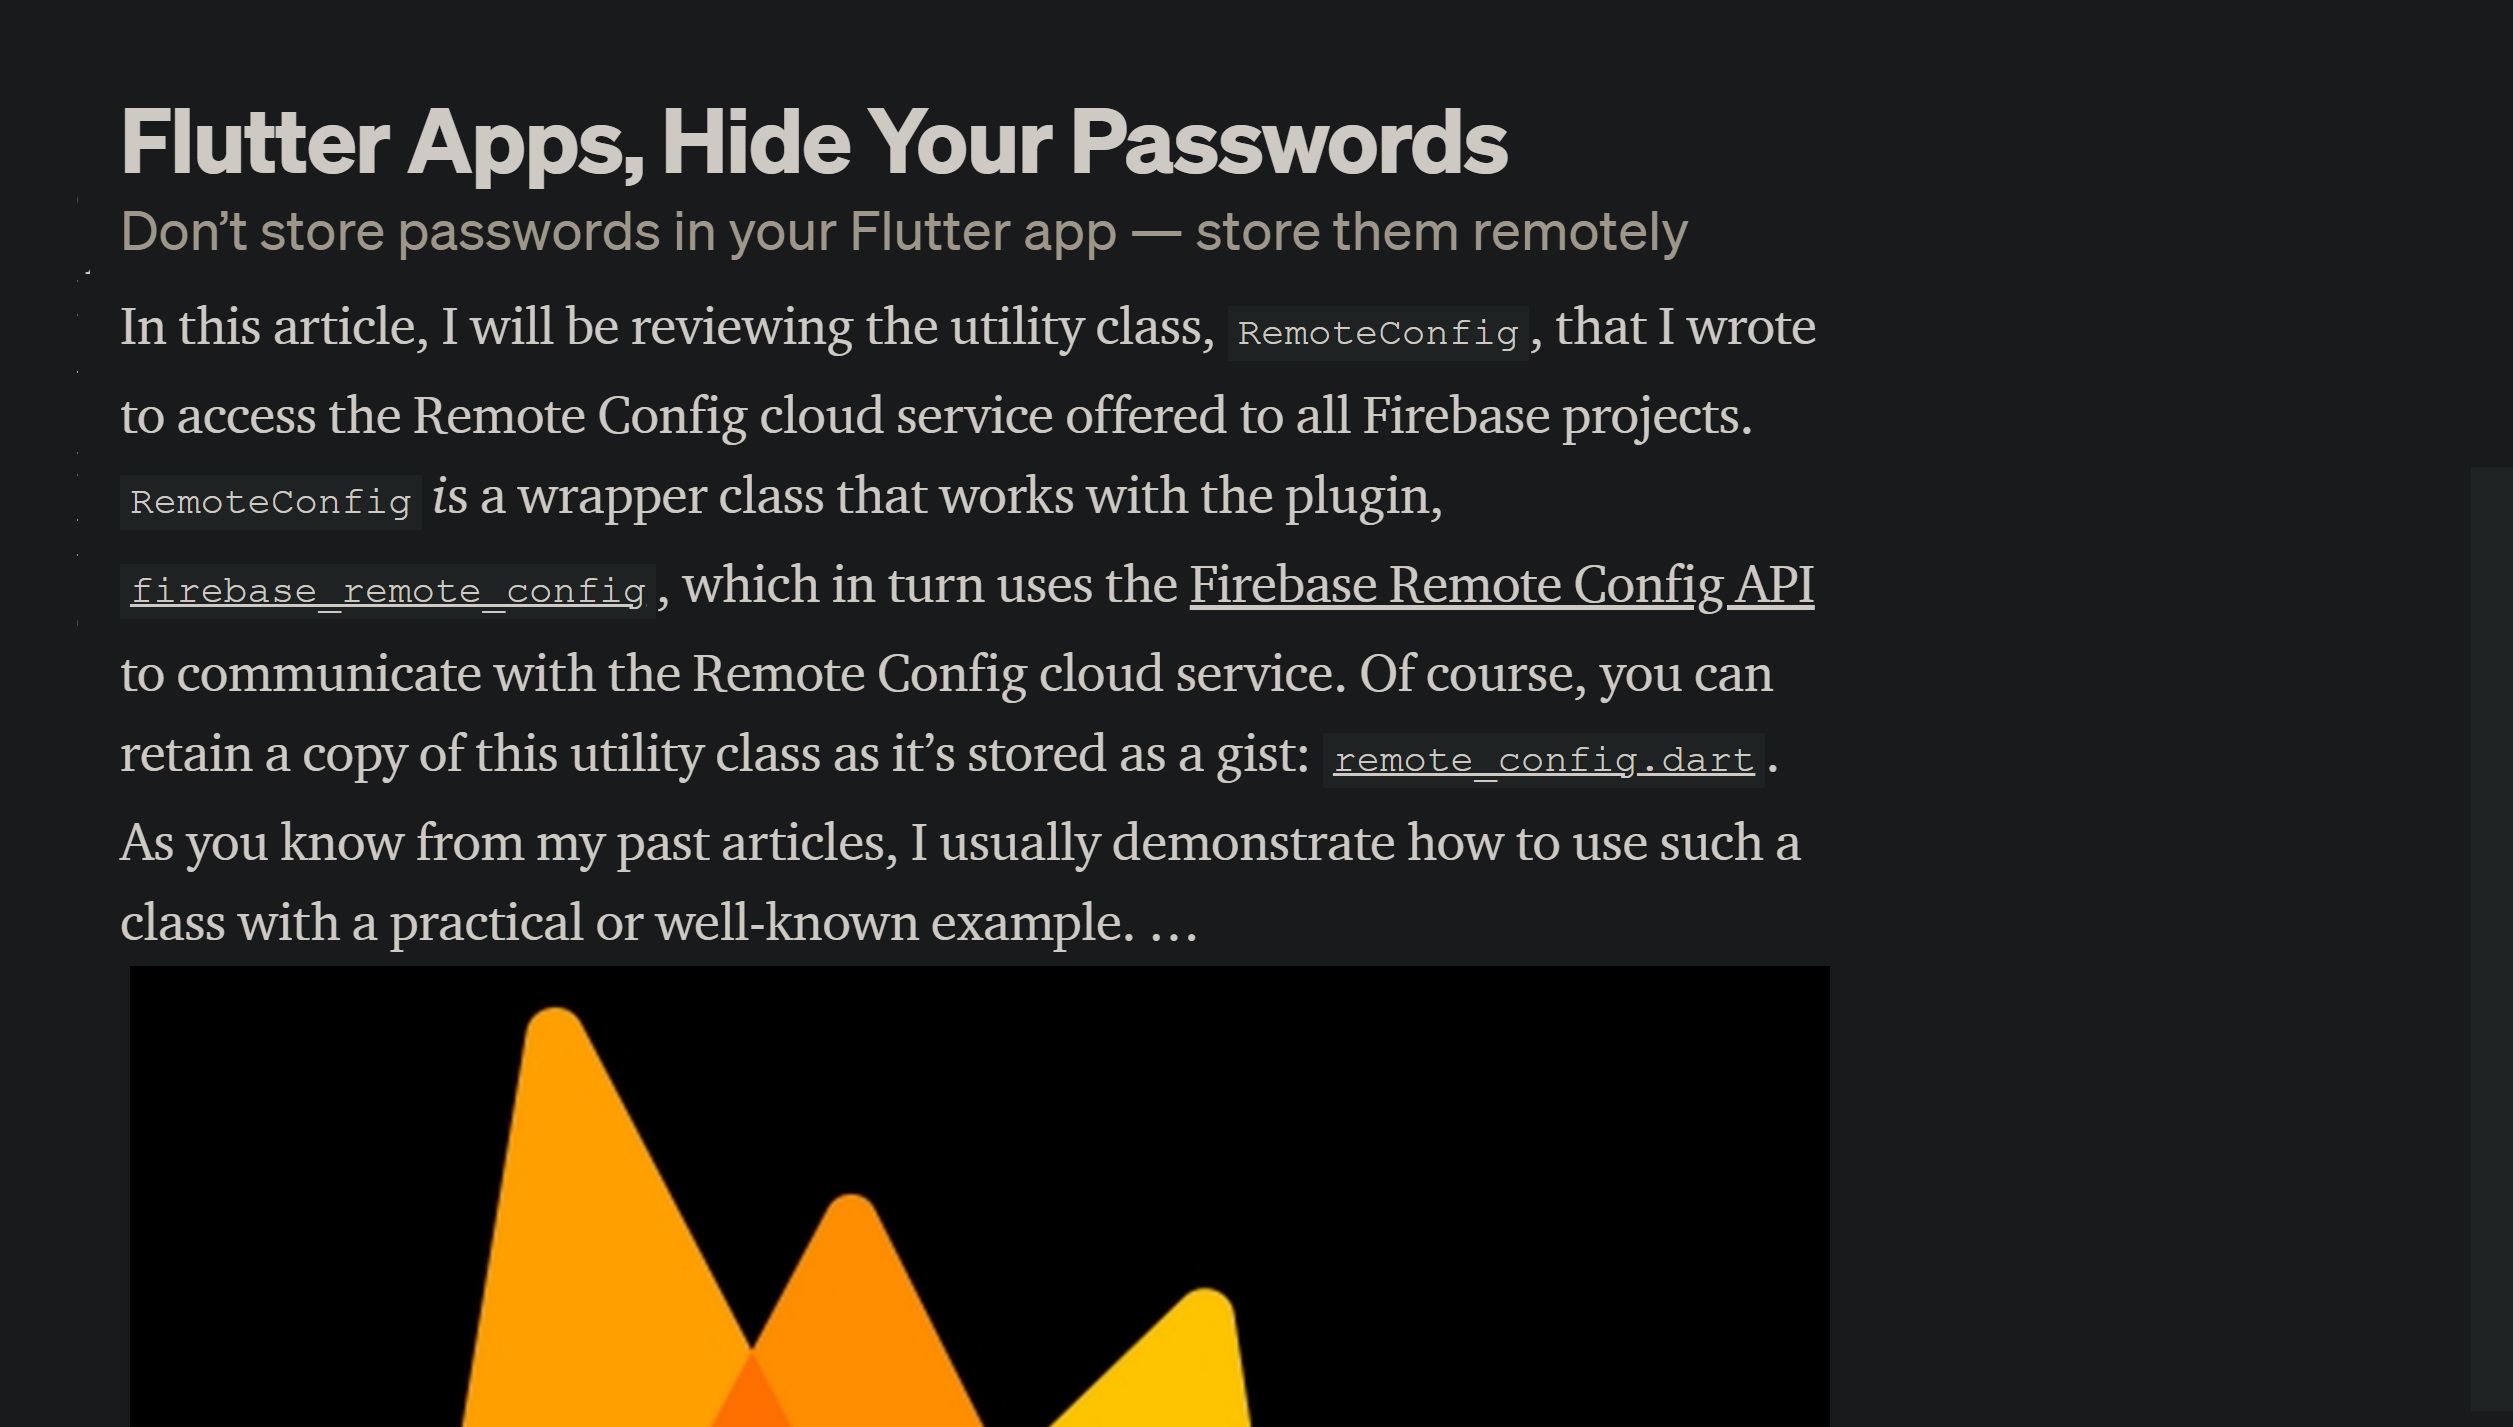 Flutter Apps, Hide Your Passwords
Don’t store passwords in your Flutter app — store them remotely
In this article, I will be reviewing the utility class, RemoteConfig, that I wrote
to access the Remote Config cloud service offered to all Firebase projects.
RemoteConfig is a wrapper class that works with the plugin,
firebase_remote_config, which in turn uses the Firebase Remote Config API
to communicate with the Remote Config cloud service. Of course, you can
retain a copy of this utility class as it’s stored as a gist: remote_config.dart.
As you know from my past articles, I usually demonstrate how to use such a
class with a practical or well-known example. …